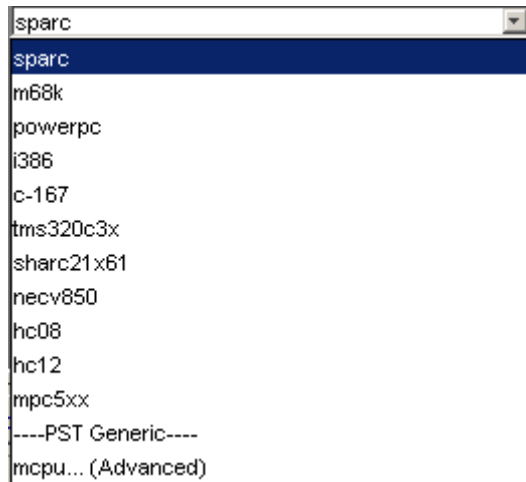 sparc
sparc
m68k
powerpc
i386
c-167
tms320c3x
sharc21x61
necv850
hc08
hc12
mpc5xx
----PST Generic----
mcpu... (Advanced)